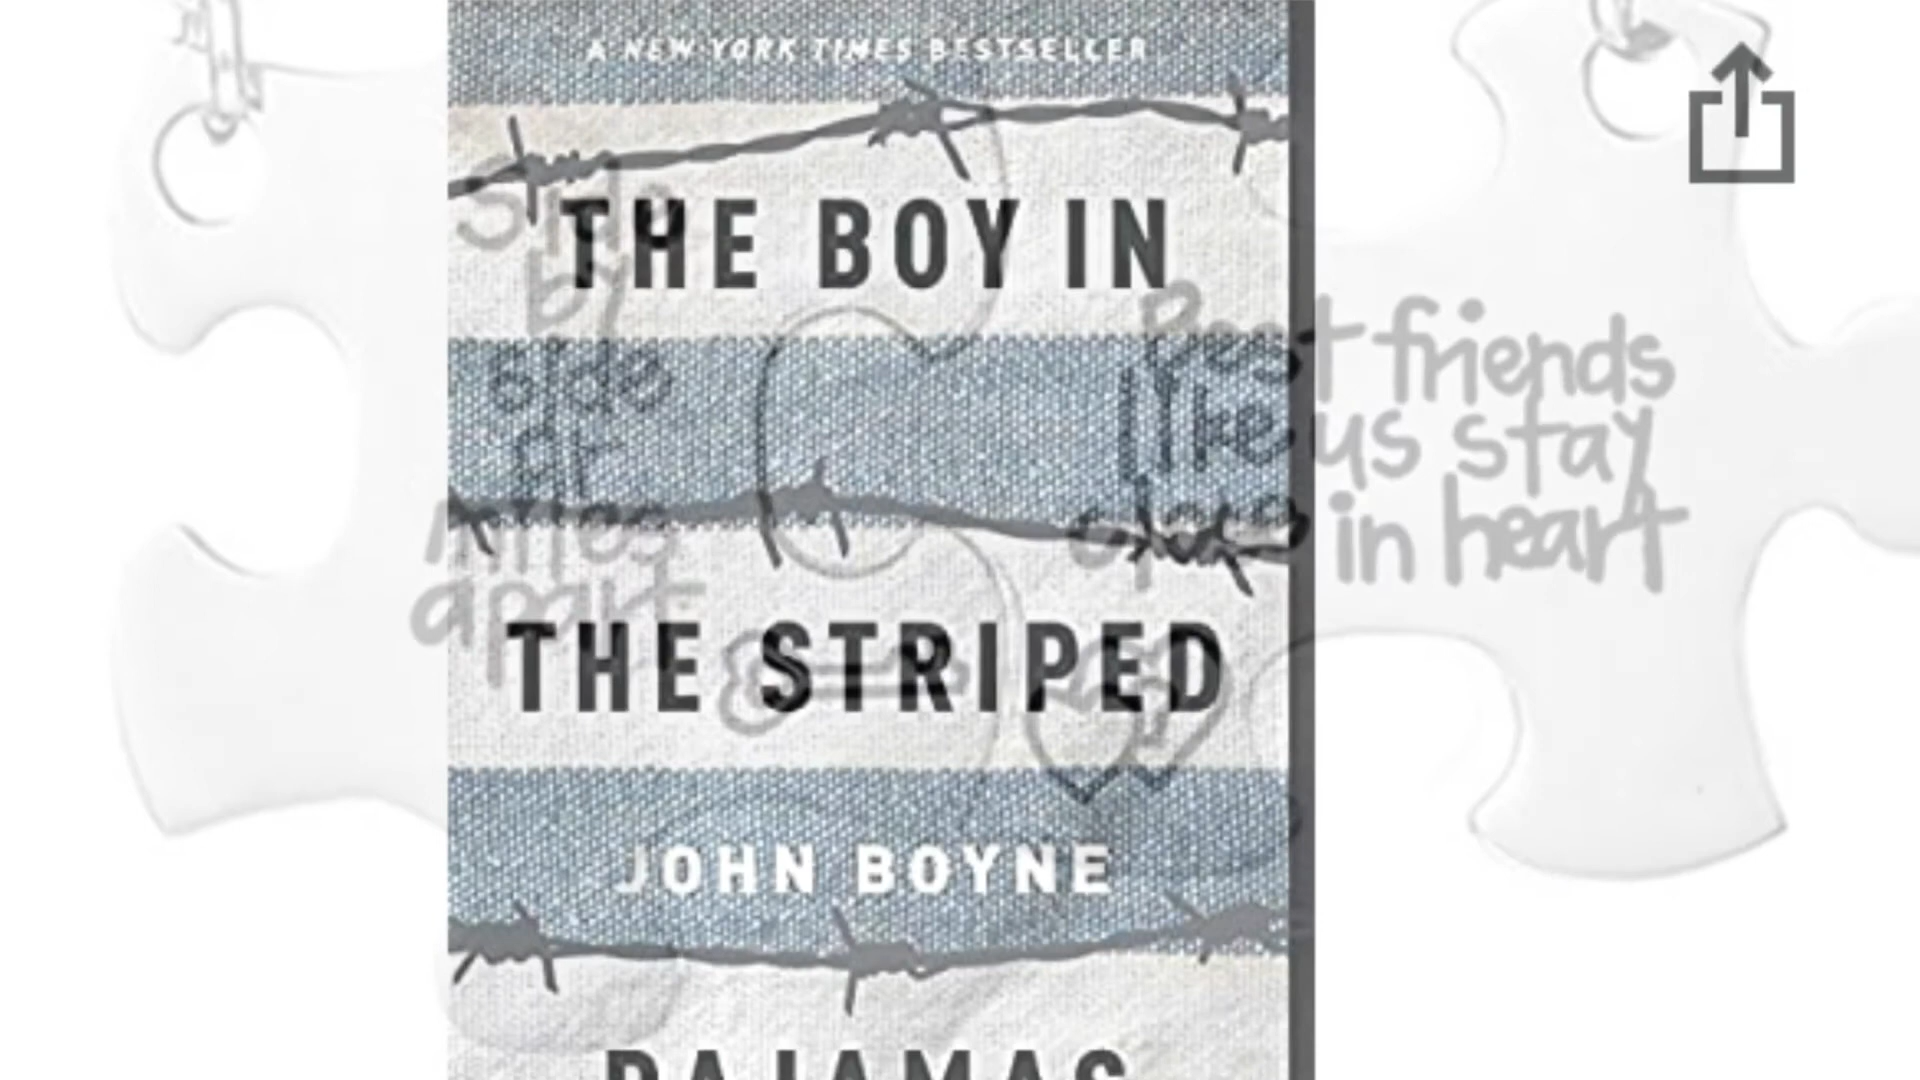 A NEW YORK TIMES BESTSELLER
THE BOY IN
THE STRIPED
JOHN BOYNE
PAJAMAS
Side
by
side
or
miles
apart
Best friends
like us stay
close in heart